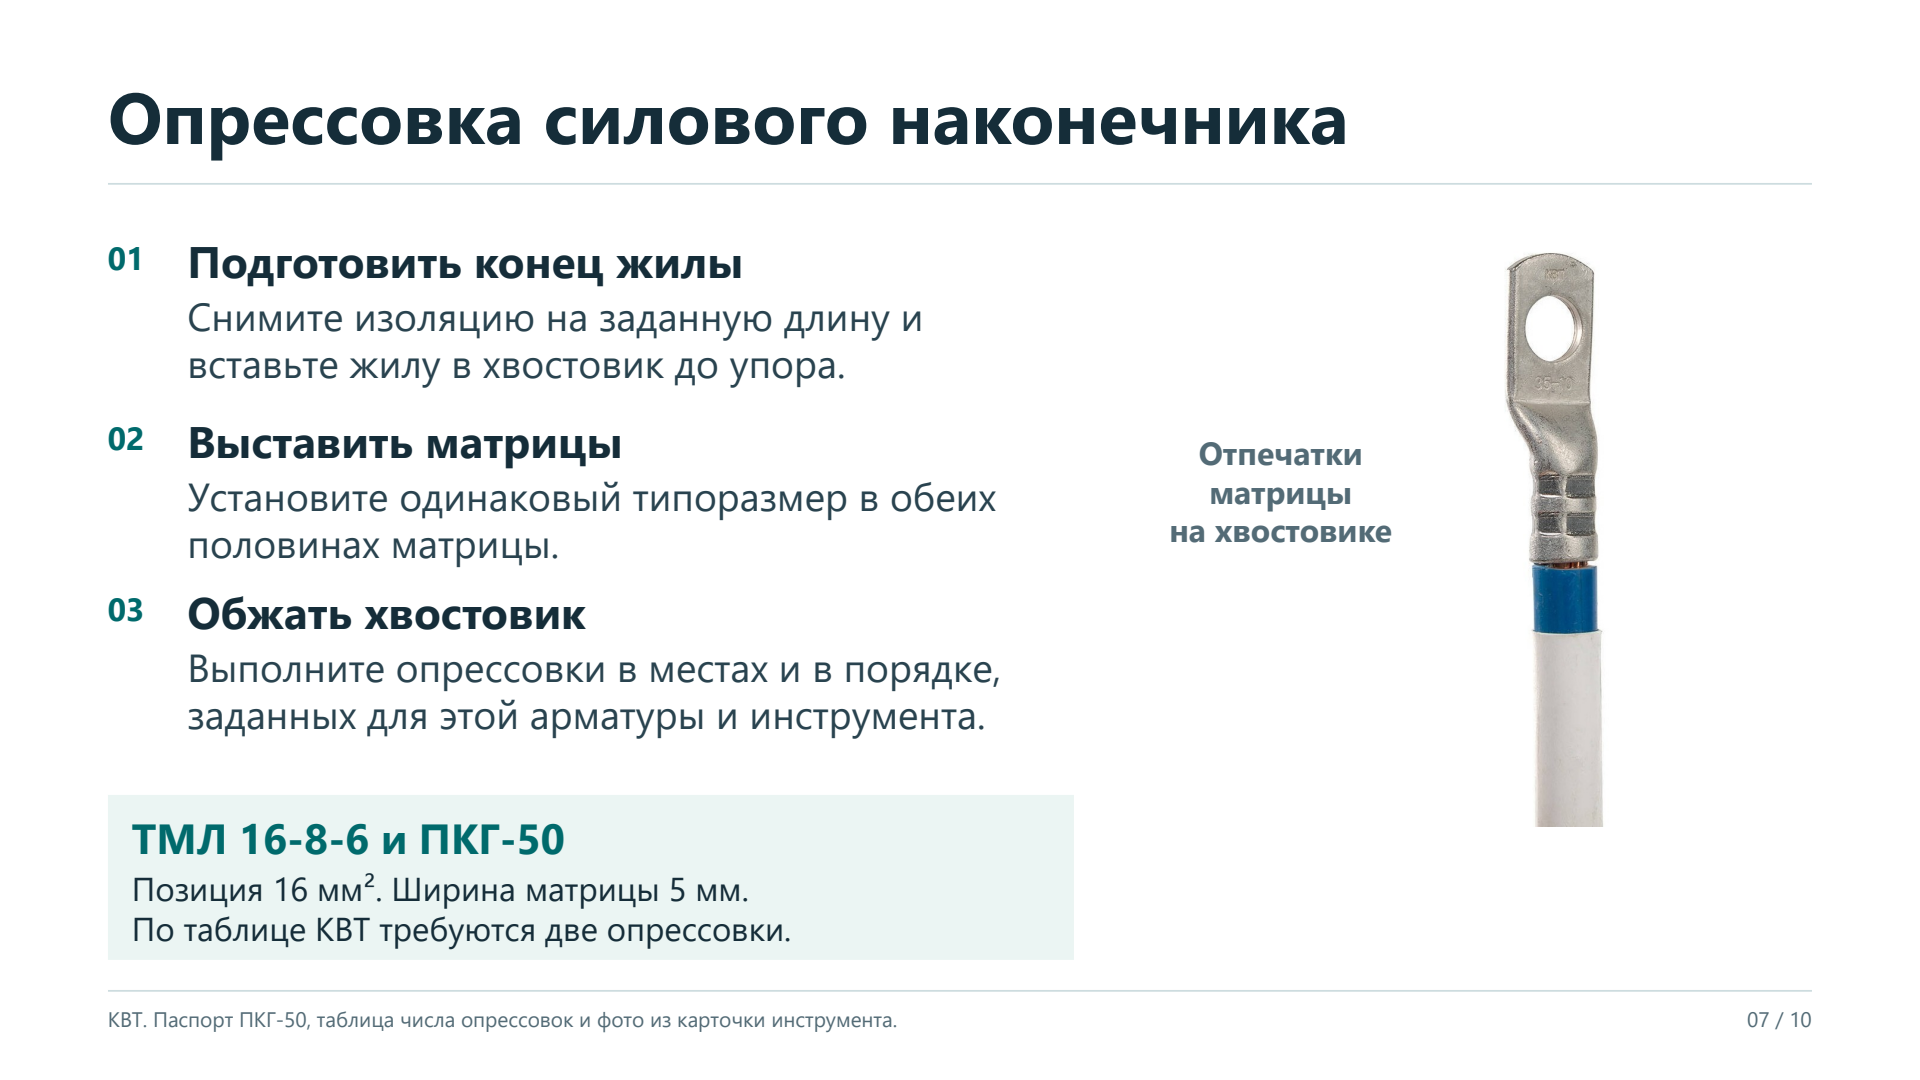 Опрессовка силового наконечника
01
Подготовить конец жилы
Снимите изоляцию на заданную длину и
вставьте жилу в хвостовик до упора.
02
Выставить матрицы
Установите одинаковый типоразмер в обеих
половинах матрицы.
03
Обжать хвостовик
Выполните опрессовки в местах и в порядке,
заданных для этой арматуры и инструмента.
ТМЛ 16-8-6 и ПКГ-50
Позиция 16 мм². Ширина матрицы 5 мм.
По таблице КВТ требуются две опрессовки.
Отпечатки
матрицы
на хвостовике
КВТ
35-10
КВТ. Паспорт ПКГ-50, таблица числа опрессовок и фото из карточки инструмента.
07 / 10